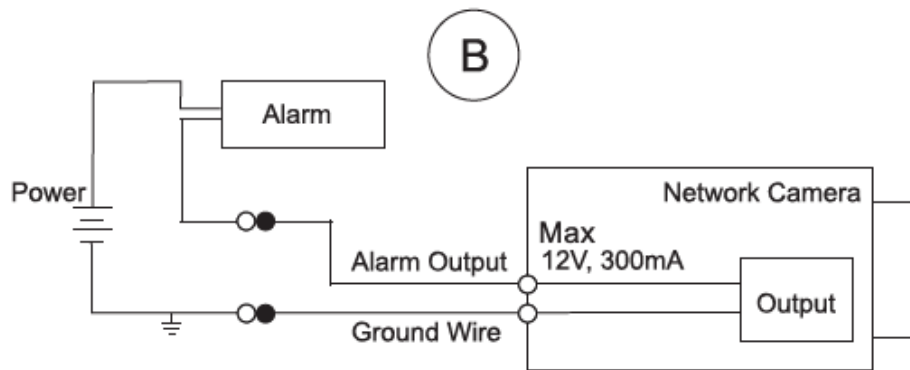 B
Alarm
Power
Network Camera
Max
12V, 300mA
Alarm Output
Output
Ground Wire